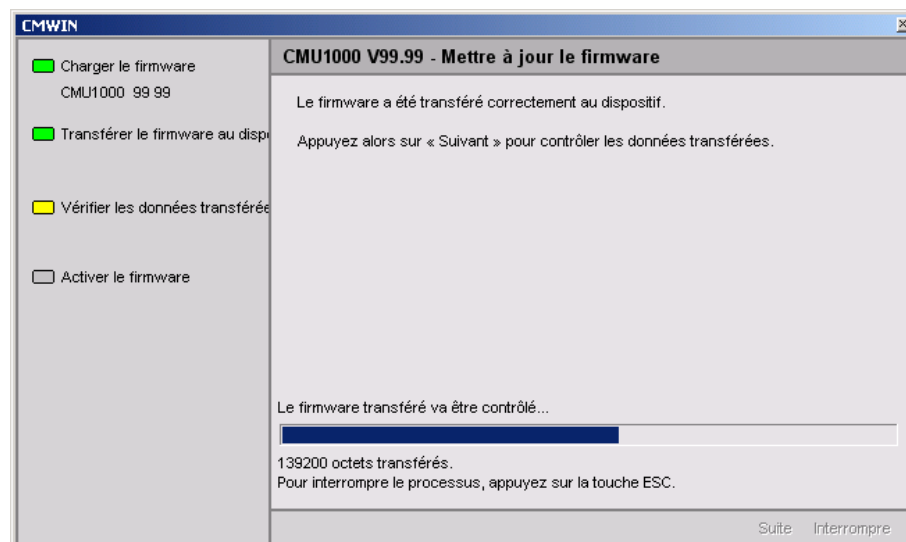 CMWIN
Charger le firmware
CMU1000 99 99
Transférer le firmware au dispo
Vérifier les données transférée
Activer le firmware
CMU1000 V99.99 - Mettre à jour le firmware
Le firmware a été transféré correctement au dispositif.
Appuyez alors sur « Suivant » pour contrôler les données transférées.
Le firmware transféré va être contrôlé...
139200 octets transférés.
Pour interrompre le processus, appuyez sur la touche ESC.
Suite Interrompre